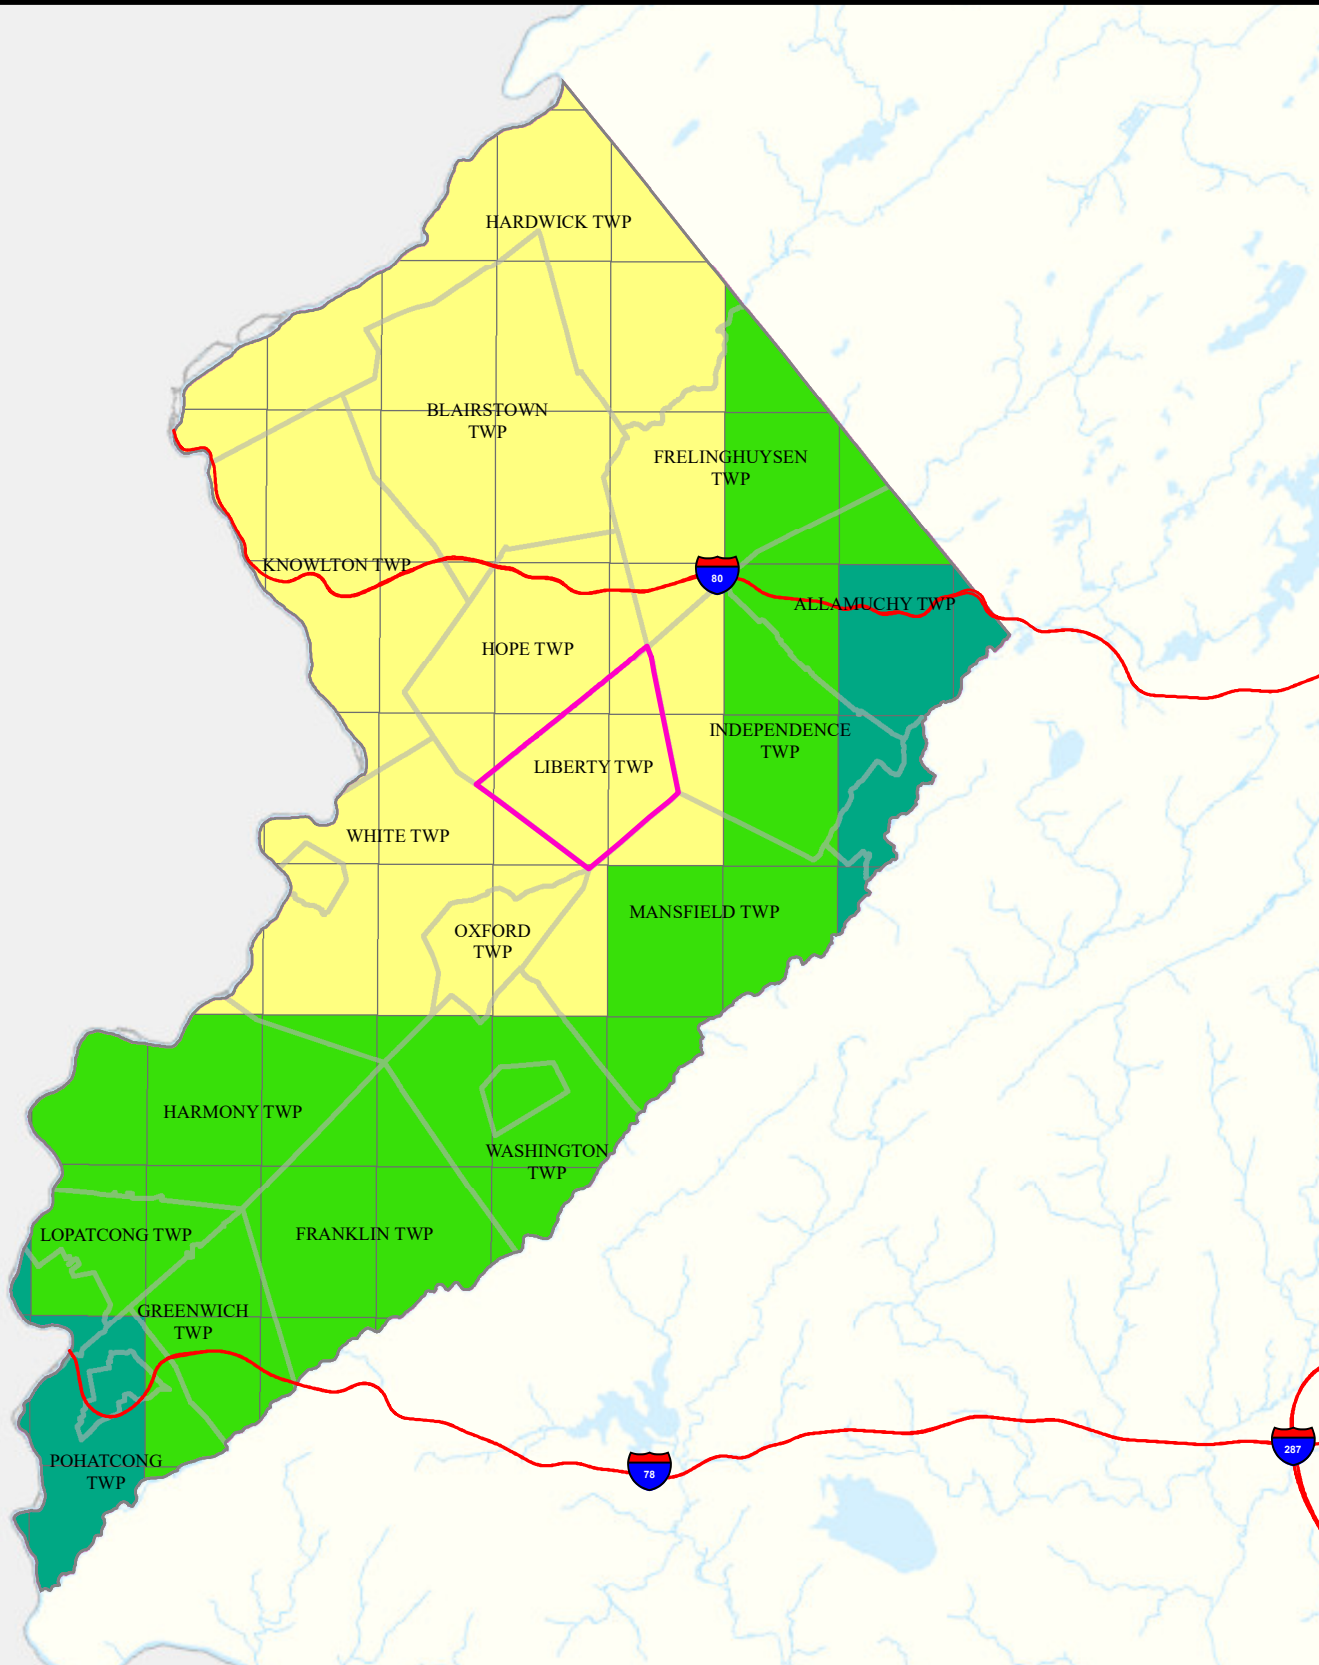 HARDWICK TWP
BLAIRSTOWN
TWP
FRELINGHUYSEN
TWP
KNOWLTON TWP
80
ALLAMUCHY TWP
HOPE TWP
INDEPENDENCE
TWP
LIBERTY TWP
WHITE TWP
MANSFIELD TWP
OXFORD
TWP
HARMONY TWP
WASHINGTON
TWP
LOPATCONG TWP
FRANKLIN TWP
GREENWICH
TWP
POHATCONG
TWP
78
287